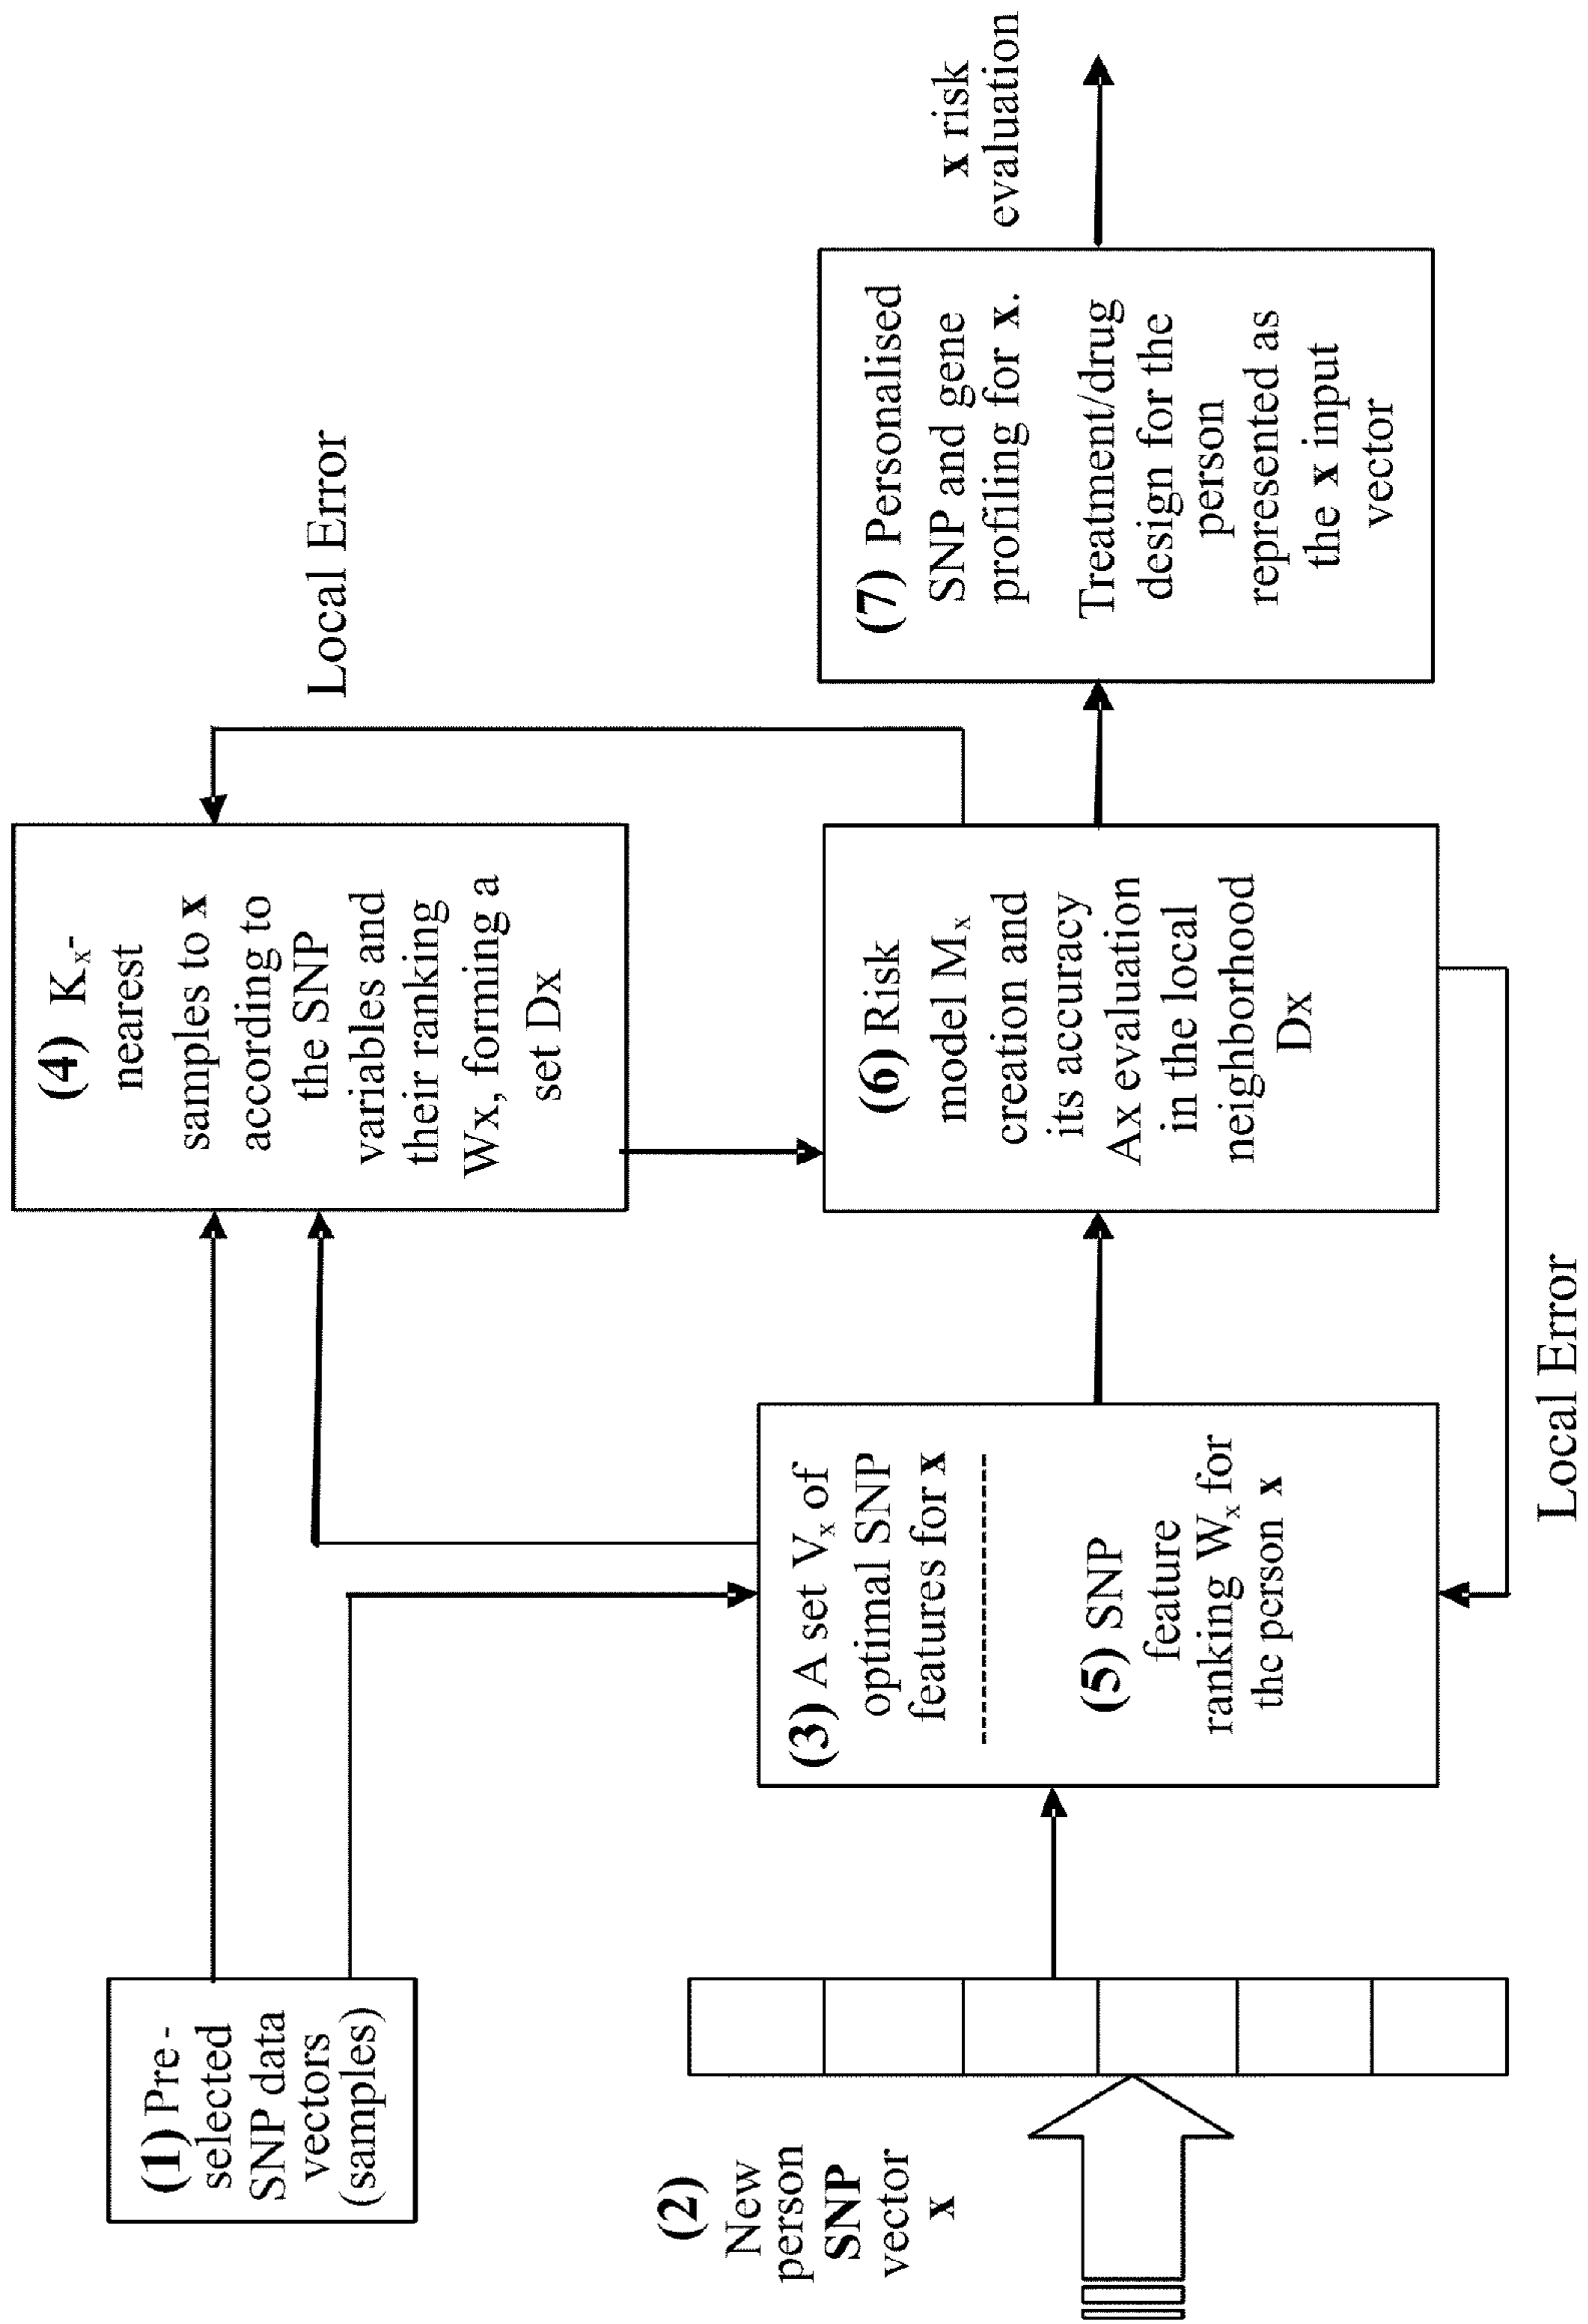 (1) Pre-
selected
SNP data
vectors
(samples)
(2)
New
person
SNP
vector
x
(3) A set Vₓ of
optimal SNP
features for x
(5) SNP
feature
ranking Wₓ for
the person x
(4) Kₓ-
nearest
samples to x
according to
the SNP
variables and
their ranking
Wx, forming a
set Dx
(6) Risk
model Mₓ
creation and
its accuracy
Ax evaluation
in the local
neighborhood
Dx
Local Error
Local Error
(7) Personalised
SNP and gene
profiling for x.
Treatment/drug
design for the
person
represented as
the x input
vector
x risk
evaluation